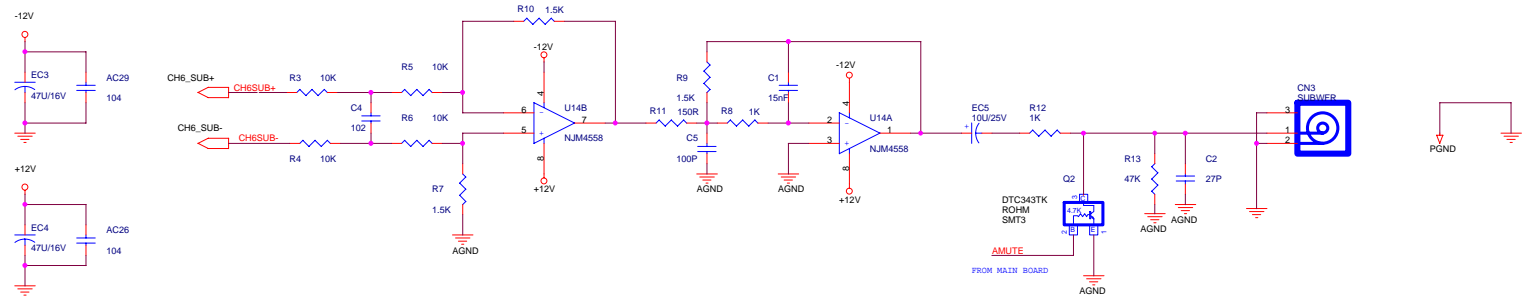 -12V
EC3
47U/16V
AC29
104
+12V
EC4
47U/16V
AC26
104
CH6_SUB+
CH6SUB+
CH6_SUB-
CH6SUB-
R3 10K
R5 10K
C4
102
R6 10K
R4 10K
R7
1.5K
AGND
R10 1.5K
-12V
4
6
5
7
8
U14B
NJM4558
+12V
R9
1.5K
R11 150R
C5
100P
AGND
R8 1K
C1
15nF
-12V
4
2
3
1
8
U14A
NJM4558
+12V
AGND
EC5
10U/25V
R12
1K
Q2
DTC343TK
ROHM
SMT3
4.7K
3
C
2
B
E
1
AMUTE
FROM MAIN BOARD
AGND
R13
47K
AGND
C2
27P
AGND
CN3
SUBWER
3
1
2
PGND